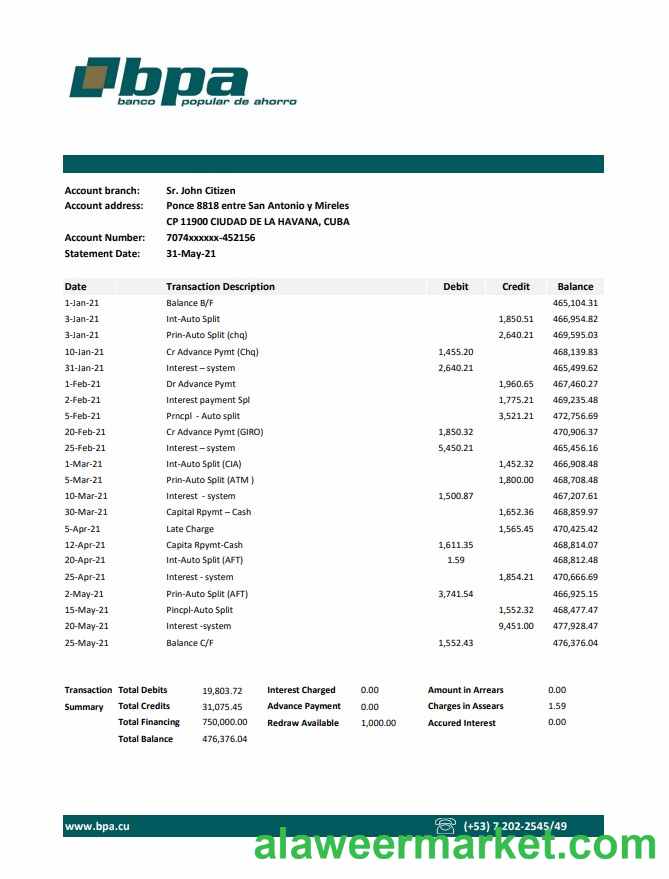 bpa
banco popular de ahorro
Account branch: Sr. John Citizen
Account address: Ponce 8818 entre San Antonio y Mireles
CP 11900 CIUDAD DE LA HAVANA, CUBA
Account Number: 7074xxxxxx-452156
Statement Date: 31-May-21
Date Transaction Description Debit Credit Balance
1-Jan-21 Balance B/F 465,104.31
3-Jan-21 Int-Auto Split 1,850.51 466,954.82
3-Jan-21 Prin-Auto Split (chq) 2,640.21 469,595.03
10-Jan-21 Cr Advance Pymt (Chq) 1,455.20 468,139.83
31-Jan-21 Interest – system 2,640.21 465,499.62
1-Feb-21 Dr Advance Pymt 1,960.65 467,460.27
2-Feb-21 Interest payment Spl 1,775.21 469,235.48
5-Feb-21 Prncpl - Auto split 3,521.21 472,756.69
20-Feb-21 Cr Advance Pymt (GIRO) 1,850.32 470,906.37
25-Feb-21 Interest – system 5,450.21 465,456.16
1-Mar-21 Int-Auto Split (CIA) 1,452.32 466,908.48
5-Mar-21 Prin-Auto Split (ATM ) 1,800.00 468,708.48
10-Mar-21 Interest - system 1,500.87 467,207.61
30-Mar-21 Capital Rpymt – Cash 1,652.36 468,859.97
5-Apr-21 Late Charge 1,565.45 470,425.42
12-Apr-21 Capita Rpymt-Cash 1,611.35 468,814.07
20-Apr-21 Int-Auto Split (AFT) 1.59 468,812.48
25-Apr-21 Interest - system 1,854.21 470,666.69
2-May-21 Prin-Auto Split (AFT) 3,741.54 466,925.15
15-May-21 Pincpl-Auto Split 1,552.32 468,477.47
20-May-21 Interest -system 9,451.00 477,928.47
25-May-21 Balance C/F 1,552.43 476,376.04
Transaction Total Debits 19,803.72 Interest Charged 0.00 Amount in Arrears 0.00
Summary Total Credits 31,075.45 Advance Payment 0.00 Charges in Assears 1.59
Total Financing 750,000.00 Redraw Available 1,000.00 Accured Interest 0.00
Total Balance 476,376.04
www.bpa.cu (+53) 7 202-2545/49
alaweermarket.com